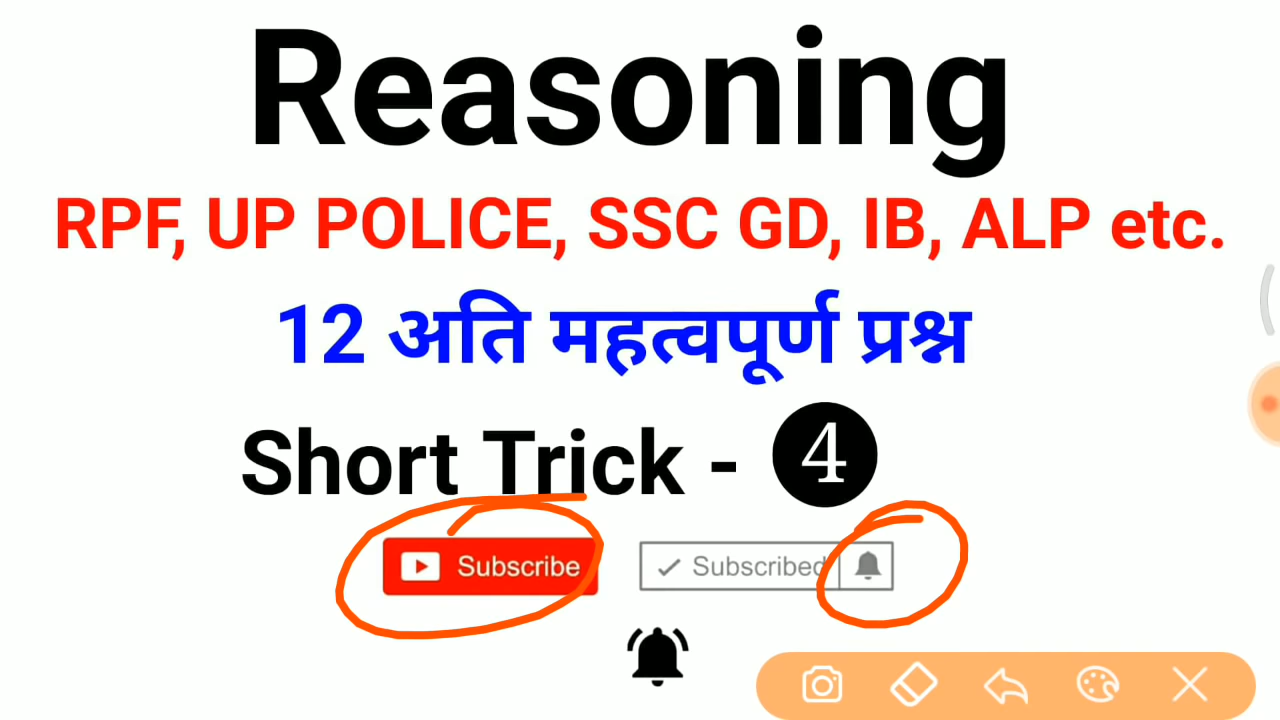 Reasoning
RPF, UP POLICE, SSC GD, IB, ALP etc.
12 अति महत्वपूर्ण प्रश्न
Short Trick - 4
Subscribe Subscribed